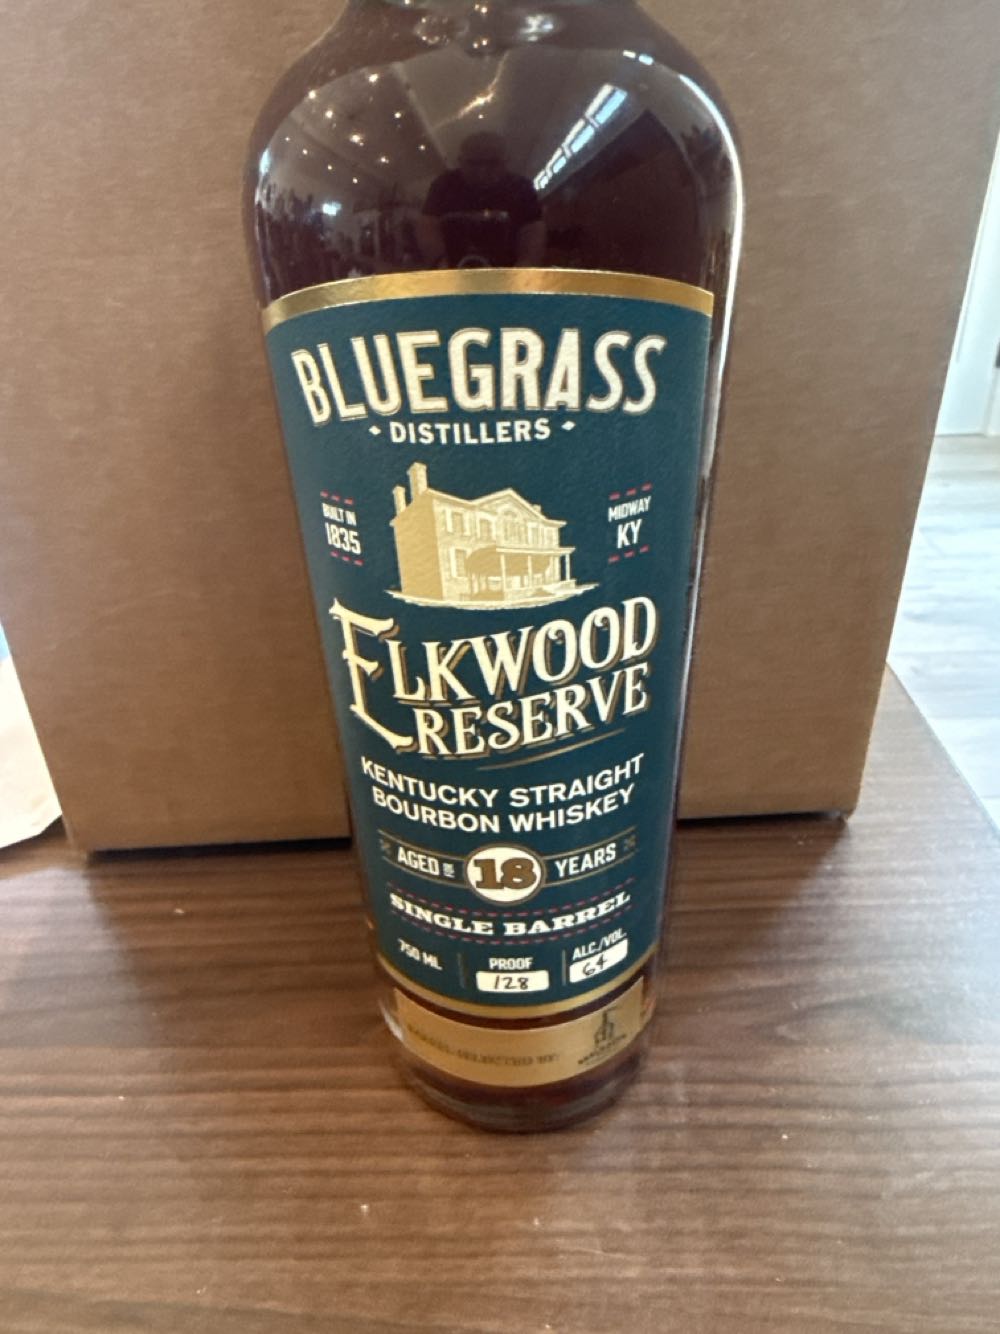 BLUEGRASS
DISTILLERS
BUILT IN
1835
MIDWAY
KY
ELKWOOD
RESERVE
KENTUCKY STRAIGHT
BOURBON WHISKEY
AGED
18
YEARS
SINGLE BARREL
750 ML
PROOF
128
ALC./VOL.
64